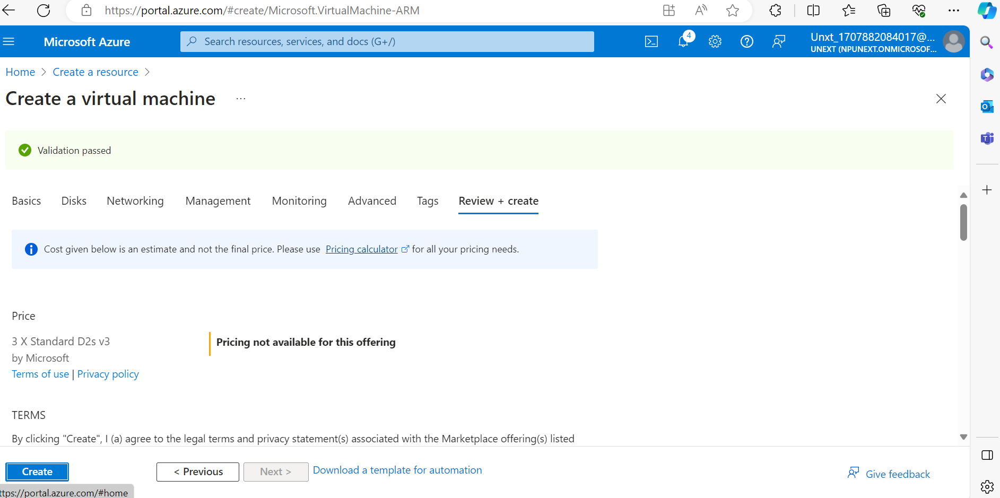 https://portal.azure.com/#create/Microsoft.VirtualMachine-ARM
Microsoft Azure
Search resources, services, and docs (G+/)
4
Unxt_1707882084017@...
UNEXT (NPUNEXT.ONMICROSOF...
Home > Create a resource >
Create a virtual machine ...
Validation passed
Basics Disks Networking Management Monitoring Advanced Tags Review + create
Cost given below is an estimate and not the final price. Please use Pricing calculator for all your pricing needs.
Price
3 X Standard D2s v3
by Microsoft
Terms of use | Privacy policy
Pricing not available for this offering
TERMS
By clicking "Create", I (a) agree to the legal terms and privacy statement(s) associated with the Marketplace offering(s) listed
Create
< Previous
Next >
Download a template for automation
Give feedback
ttps://portal.azure.com/#home